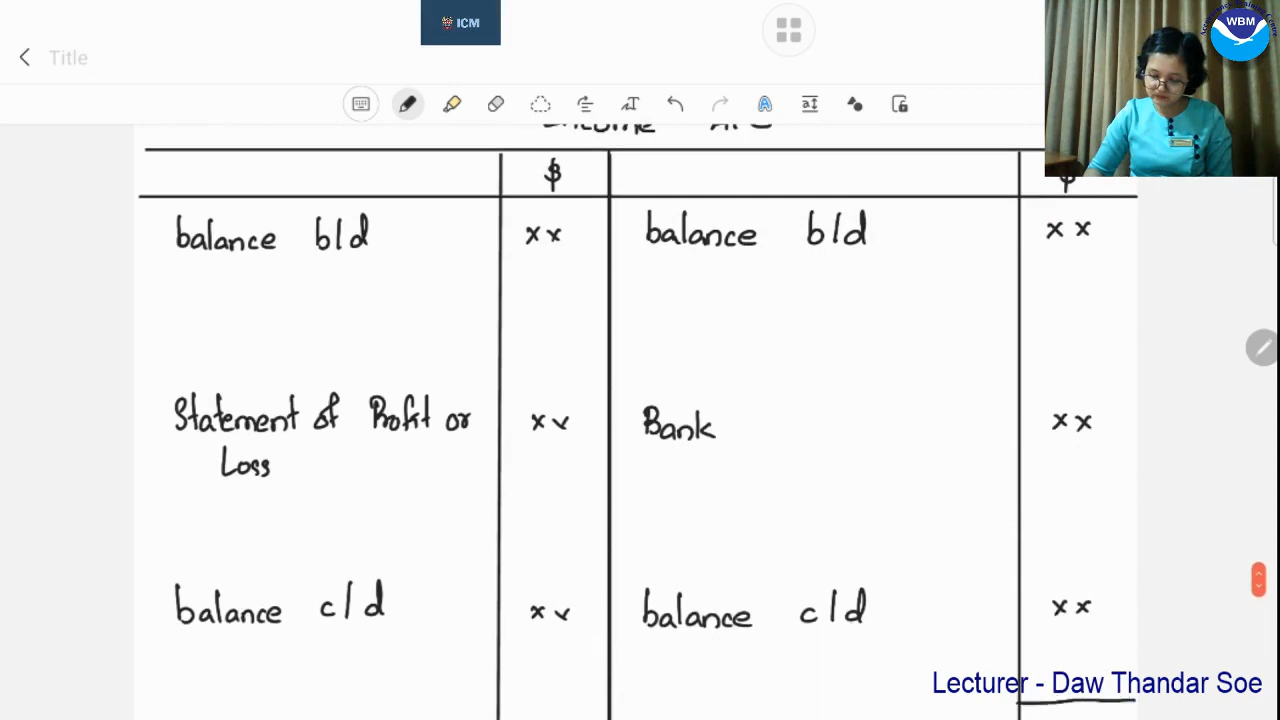 ICM
WBM
Title
Income A/C
$
balance b/d xx balance b/d xx
Statement of Profit or xx Bank xx
Loss
balance c/d xx balance c/d xx
Lecturer - Daw Thandar Soe